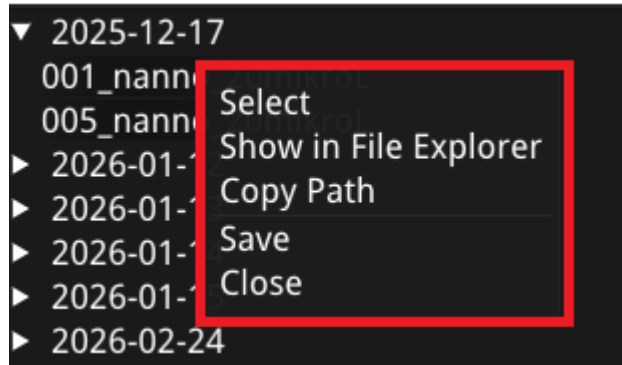 ▼ 2025-12-17
001_nann
005_nann
▶ 2026-01-1
▶ 2026-01-1
▶ 2026-01-1
▶ 2026-01-1
▶ 2026-02-24
Select
Show in File Explorer
Copy Path
Save
Close